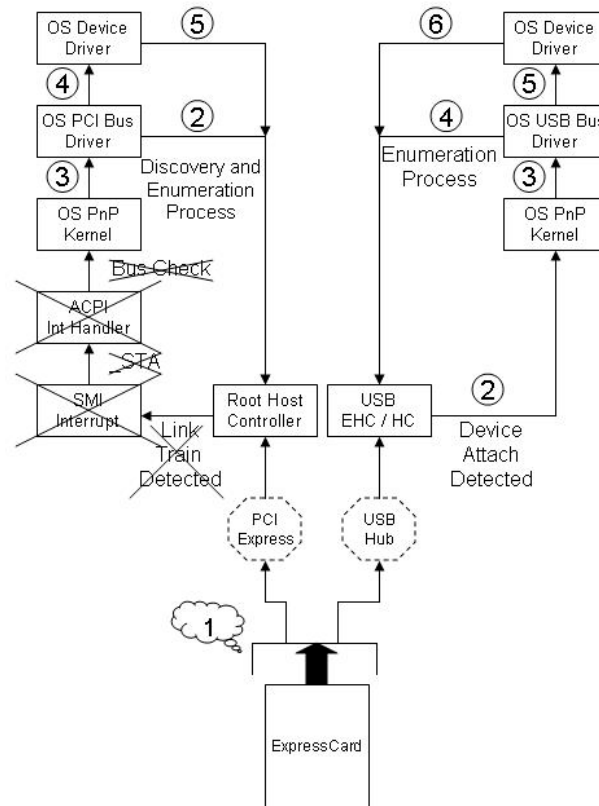 OS Device
Driver
5
4
OS PCI Bus
Driver
2
Discovery and
Enumeration
Process
3
OS PnP
Kernel
Bus Check
ACPI
Int Handler
_STA
SMI
Interrupt
Link
Train
Detected
Root Host
Controller
PCI
Express
6
OS Device
Driver
5
4
OS USB Bus
Driver
Enumeration
Process
3
OS PnP
Kernel
USB
EHC / HC
2
Device
Attach
Detected
USB
Hub
1
ExpressCard